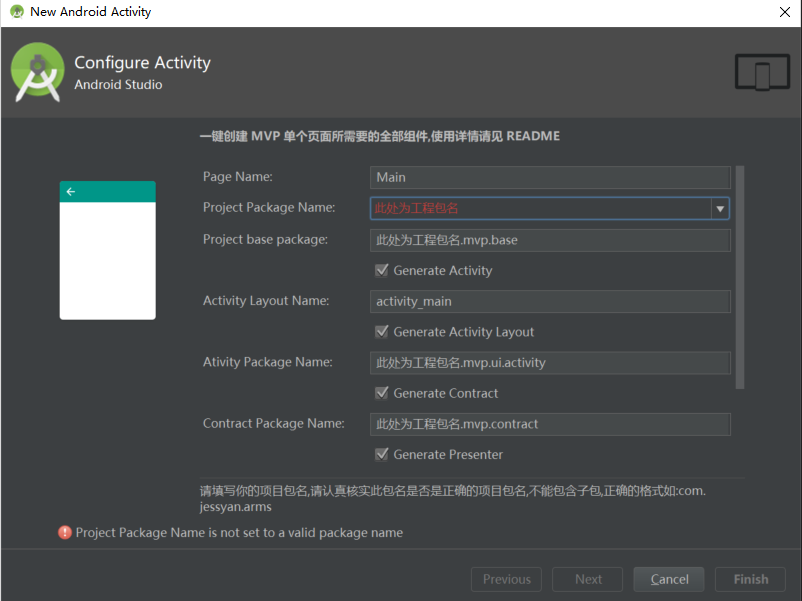 New Android Activity
Configure Activity
Android Studio
一键创建 MVP 单个页面所需要的全部组件,使用详情请见 README
Page Name: Main
Project Package Name: 此处为工程包名
Project base package: 此处为工程包名.mvp.base
Generate Activity
Activity Layout Name: activity_main
Generate Activity Layout
Ativity Package Name: 此处为工程包名.mvp.ui.activity
Generate Contract
Contract Package Name: 此处为工程包名.mvp.contract
Generate Presenter
请填写你的项目包名,请认真核实此包名是否是正确的项目包名,不能包含子包,正确的格式如:com.
jessyan.arms
Project Package Name is not set to a valid package name
Previous Next Cancel Finish